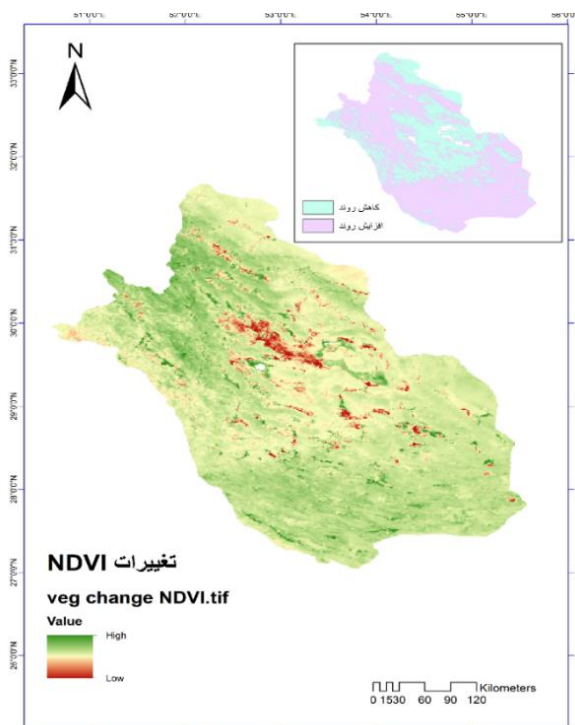 51°0'0"E 52°0'0"E 53°0'0"E 54°0'0"E 55°0'0"E 56°0'0"E
N
33°0'0"N
32°0'0"N
31°0'0"N
30°0'0"N
29°0'0"N
28°0'0"N
27°0'0"N
26°0'0"N
کاهش روند
افزایش روند
تغییرات NDVI
veg change NDVI.tif
Value
High
Low
Kilometers
0 1530 60 90 120